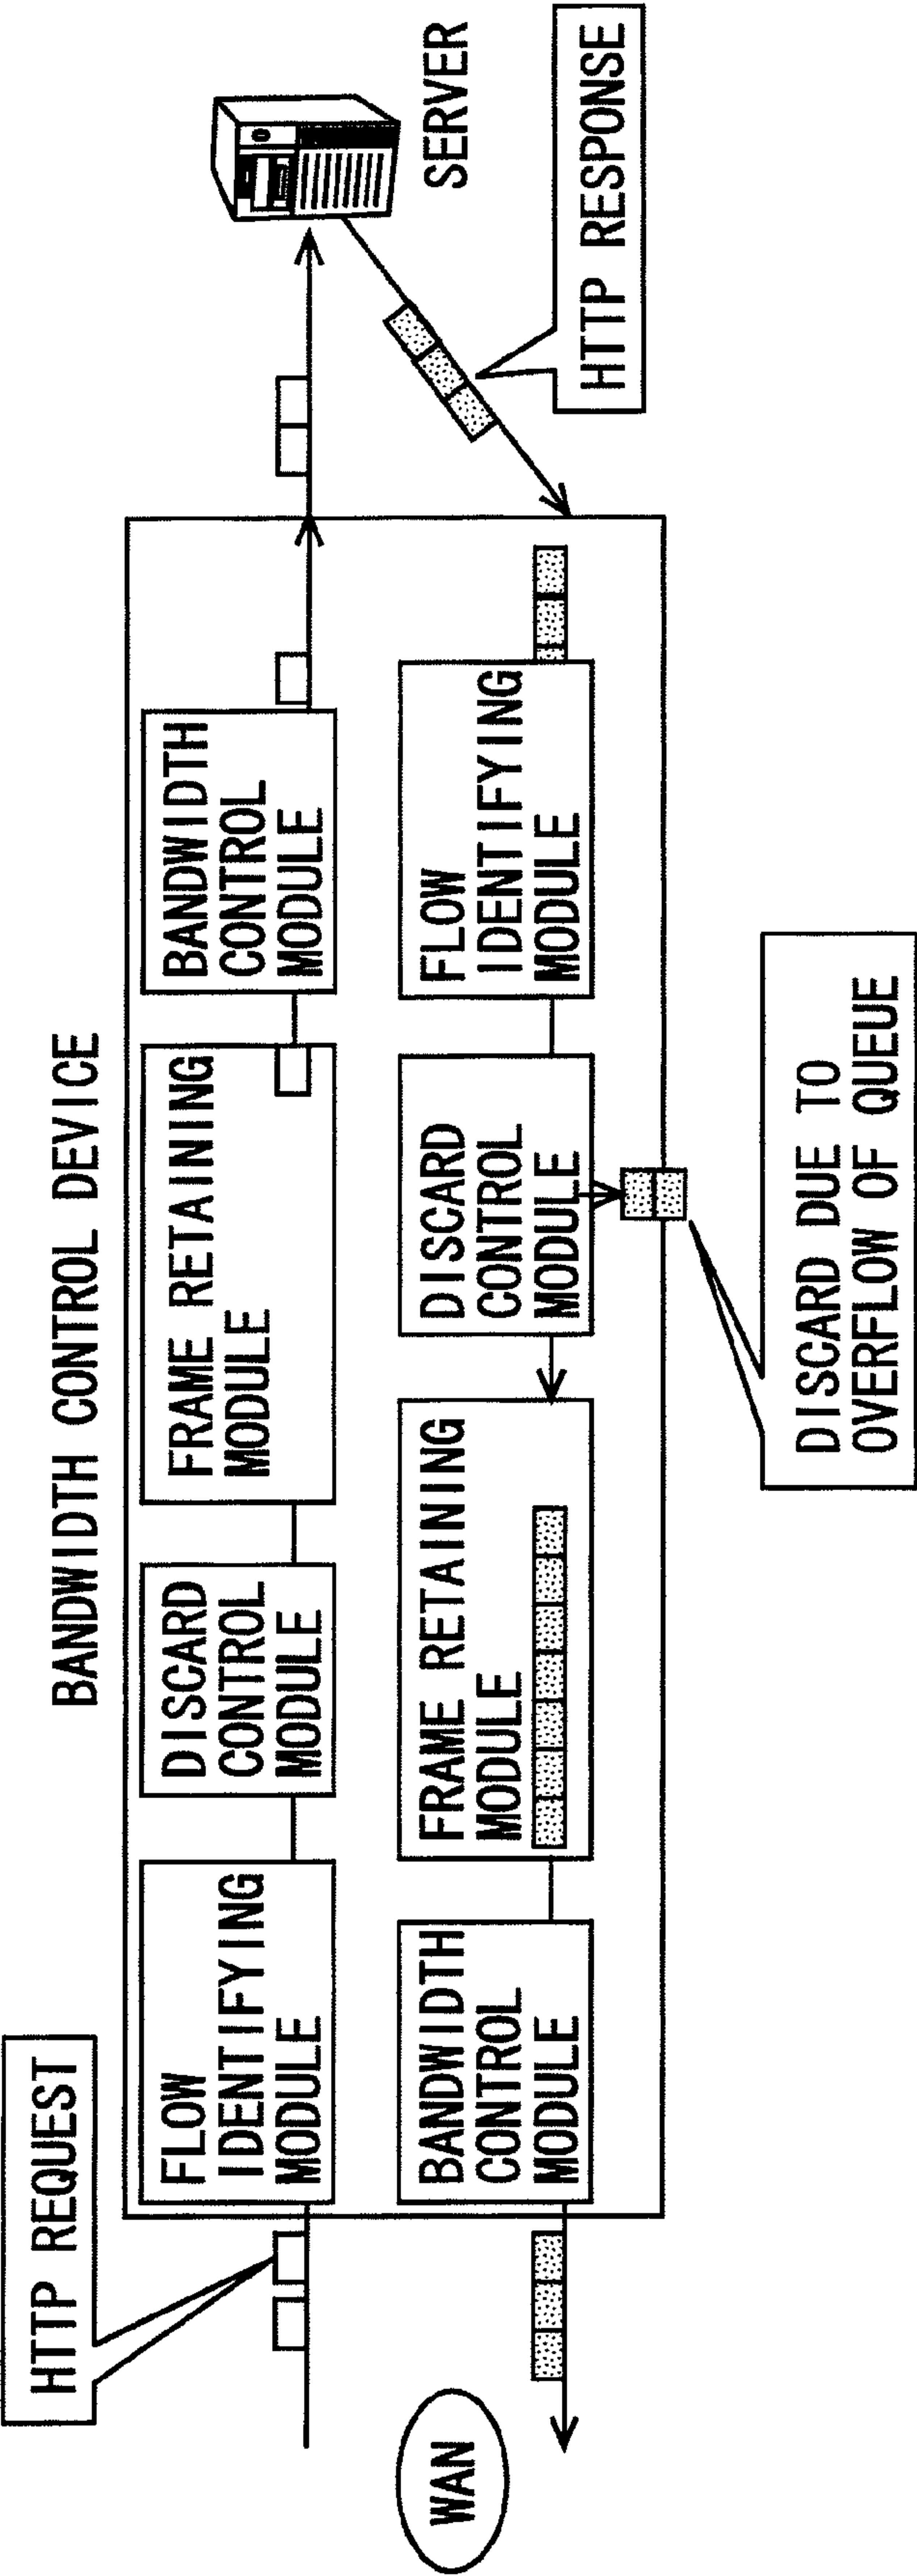 BANDWIDTH CONTROL DEVICE
HTTP REQUEST
FLOW
IDENTIFYING
MODULE
DISCARD
CONTROL
MODULE
FRAME RETAINING
MODULE
BANDWIDTH
CONTROL
MODULE
SERVER
HTTP RESPONSE
WAN
BANDWIDTH
CONTROL
MODULE
FRAME RETAINING
MODULE
DISCARD
CONTROL
MODULE
FLOW
IDENTIFYING
MODULE
DISCARD DUE TO
OVERFLOW OF QUEUE